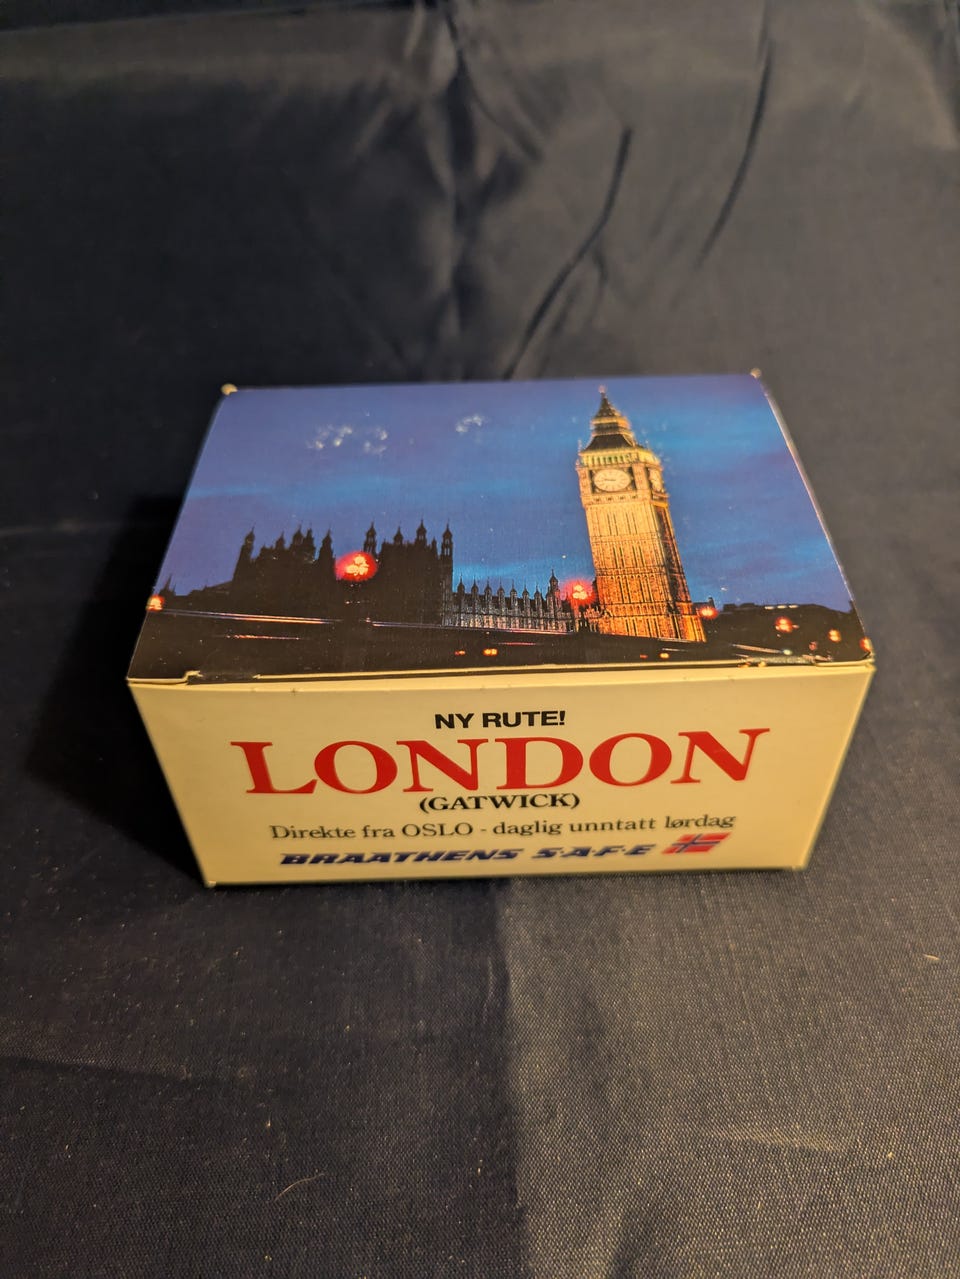 NY RUTE!
LONDON
(GATWICK)
Direkte fra OSLO - daglig unntatt lørdag
BRAATHENS S·A·F·E